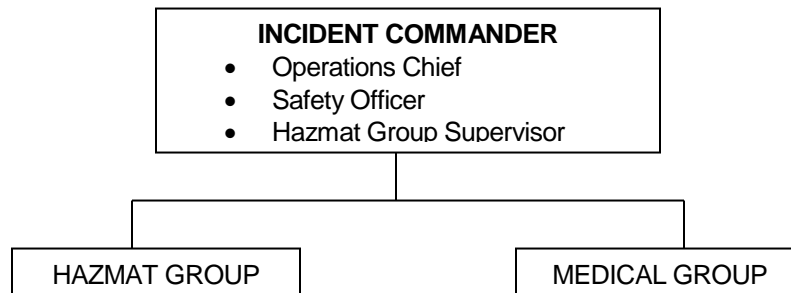 INCIDENT COMMANDER
• Operations Chief
• Safety Officer
• Hazmat Group Supervisor
HAZMAT GROUP
MEDICAL GROUP